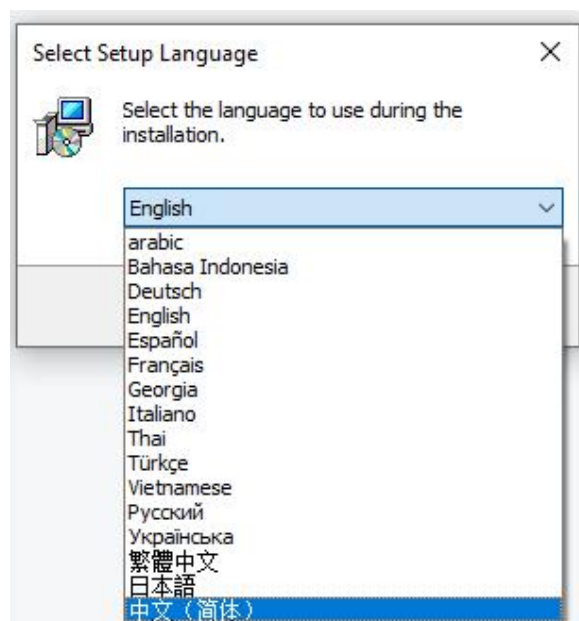 Select Setup Language
Select the language to use during the
installation.
English
arabic
Bahasa Indonesia
Deutsch
English
Español
Français
Georgia
Italiano
Thai
Türkçe
Vietnamese
Русский
Українська
繁體中文
日本語
中文（简体）